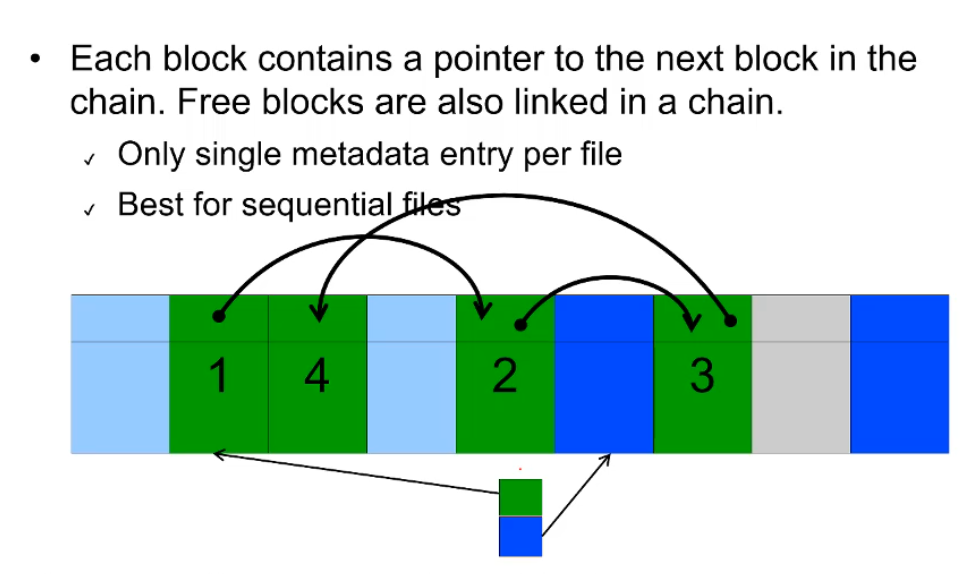 • Each block contains a pointer to the next block in the
chain. Free blocks are also linked in a chain.
✓ Only single metadata entry per file
✓ Best for sequential files
1 4 2 3